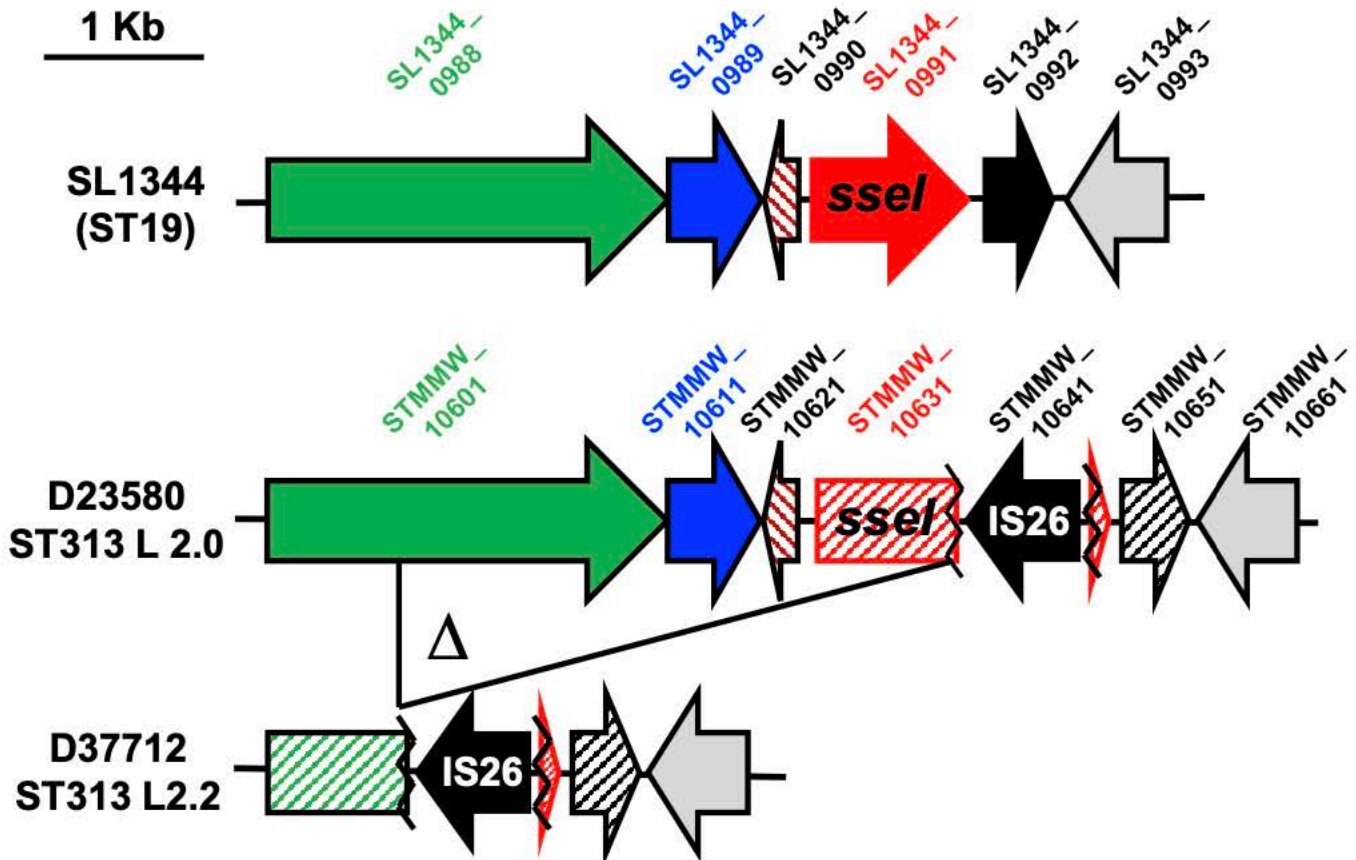 1 Kb
SL1344_
0988
SL1344_
0989
SL1344_
0990
SL1344_
0991
SL1344_
0992
SL1344_
0993
SL1344
(ST19)
sseI
STMMW_
10601
STMMW_
10611
STMMW_
10621
STMMW_
10631
STMMW_
10641
STMMW_
10651
STMMW_
10661
D23580
ST313 L 2.0
sseI
IS26
Δ
D37712
ST313 L2.2
IS26